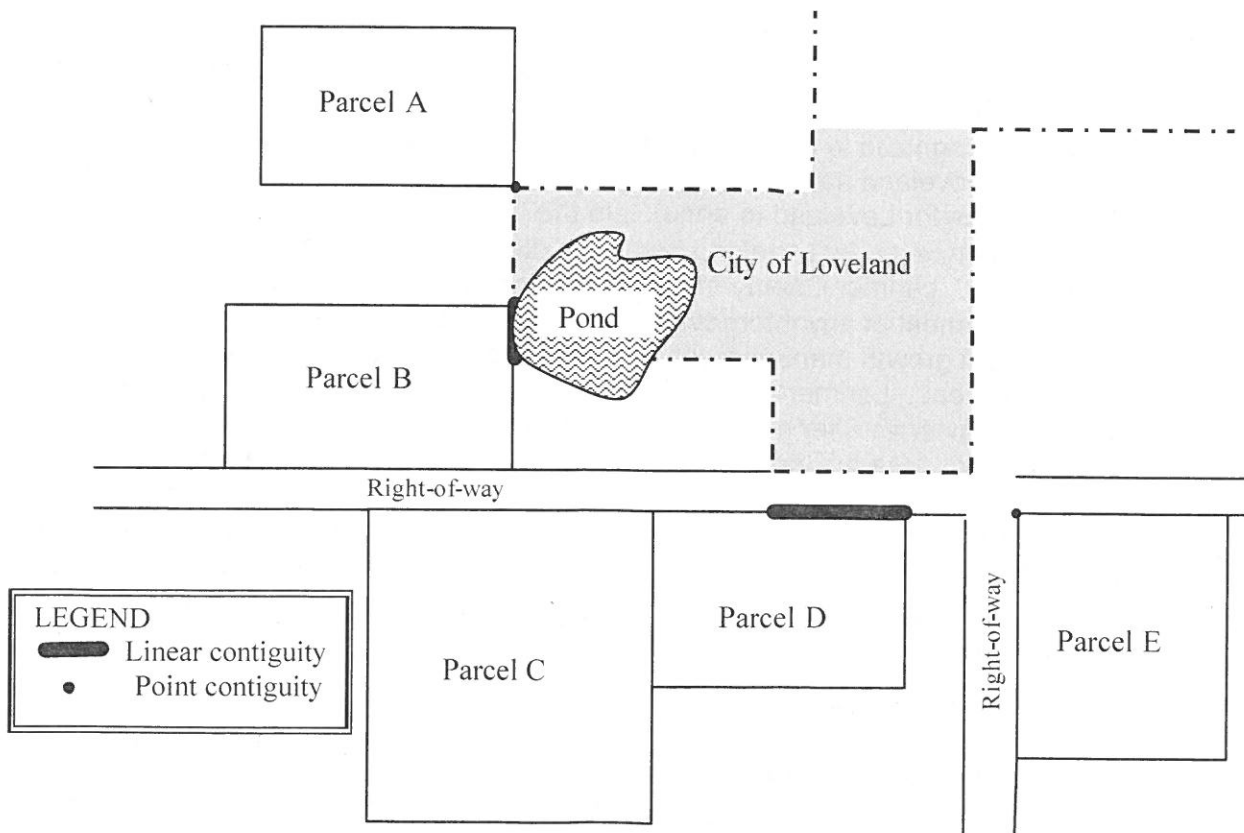 Parcel A
City of Loveland
Pond
Parcel B
Right-of-way
Parcel D
Parcel C
Right-of-way
Parcel E
LEGEND
Linear contiguity
Point contiguity